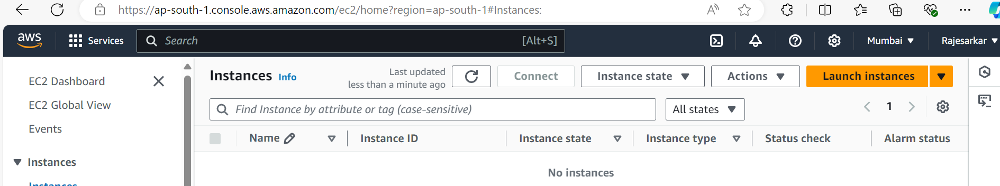 https://ap-south-1.console.aws.amazon.com/ec2/home?region=ap-south-1#Instances:
aws Services Search [Alt+S] Mumbai Rajesarkar
EC2 Dashboard
EC2 Global View
Events
Instances
Instances
Instances Info
Last updated
less than a minute ago
Connect Instance state Actions Launch instances
Find Instance by attribute or tag (case-sensitive) All states 1
Name Instance ID Instance state Instance type Status check Alarm status
No instances